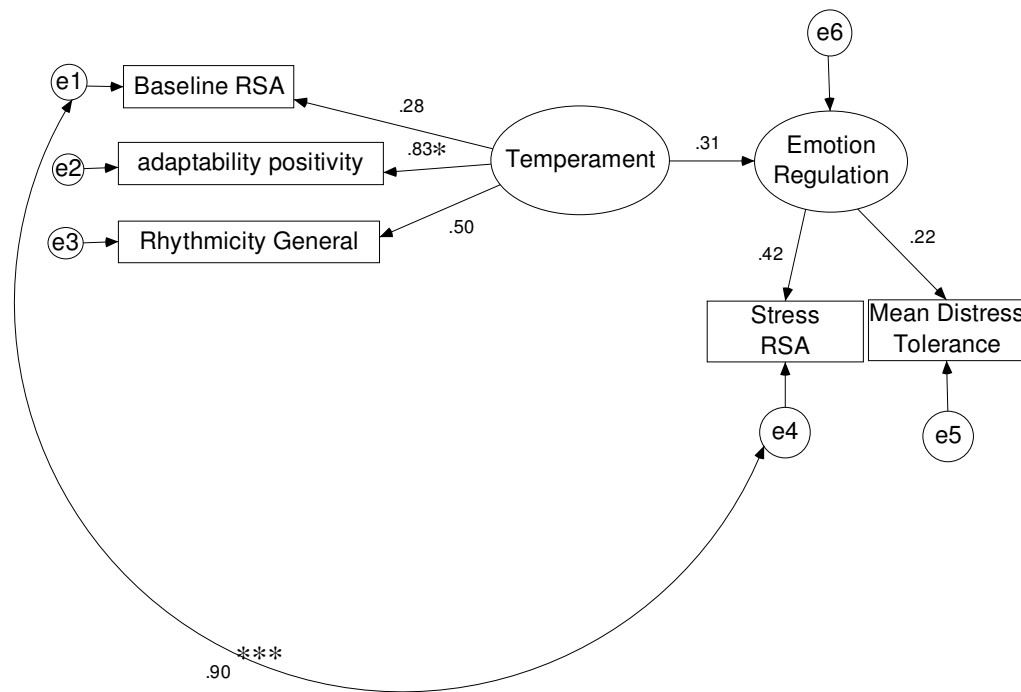 e6
e1
Baseline RSA
.28
adaptability positivity
.83*
e2
Temperament
.31
Emotion
Regulation
Rhythmicity General
e3
.50
.42
.22
Stress
RSA
Mean Distress
Tolerance
e4
e5
***
.90